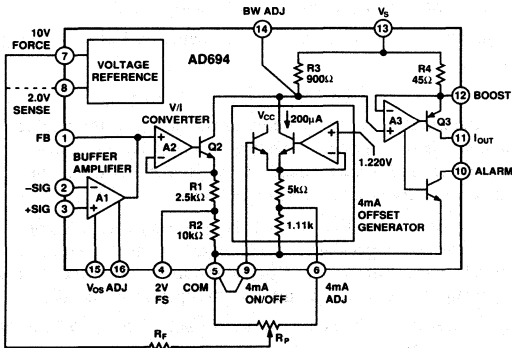 BW ADJ
VS
14
13
10V
FORCE
7
VOLTAGE
REFERENCE
AD694
R3
900Ω
R4
45Ω
8
2.0V
SENSE
12
BOOST
V/I
CONVERTER
VCC
200µA
A3
Q3
FB
1
A2
Q2
11
IOUT
1.220V
BUFFER
AMPLIFIER
10
ALARM
R1
2.5kΩ
5kΩ
–SIG
2
+SIG
3
A1
4mA
OFFSET
GENERATOR
R2
10kΩ
1.11k
15
16
4
5
9
6
VOS ADJ
2V
FS
COM
4mA
ON/OFF
4mA
ADJ
RF
RP